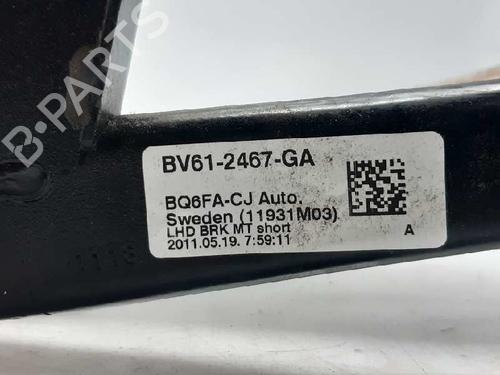 B-PARTS
BV61-2467-GA
BQ6FA-CJ Auto.
Sweden (11931M03)
LHD BRK MT short
2011.05.19. 7:59:11
A